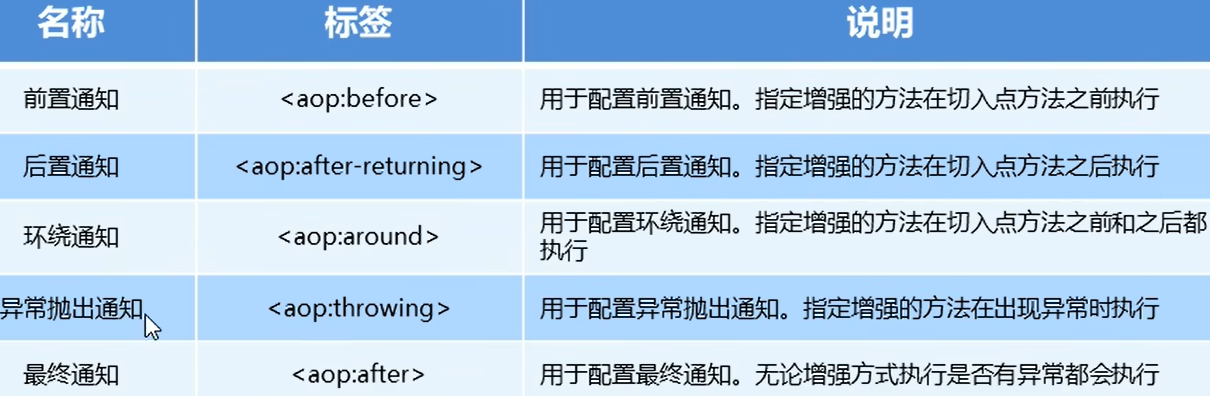 名称 标签 说明
前置通知 <aop:before> 用于配置前置通知。指定增强的方法在切入点方法之前执行
后置通知 <aop:after-returning> 用于配置后置通知。指定增强的方法在切入点方法之后执行
环绕通知 <aop:around> 用于配置环绕通知。指定增强的方法在切入点方法之前和之后都
执行
异常抛出通知 <aop:throwing> 用于配置异常抛出通知。指定增强的方法在出现异常时执行
最终通知 <aop:after> 用于配置最终通知。无论增强方式执行是否有异常都会执行